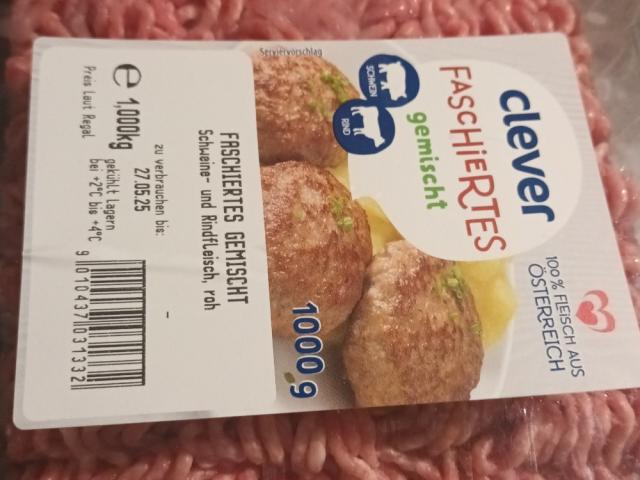 Serviervorschlag
clever
FASCHIERTES
gemischt
SCHWEIN
RIND
100% FLEISCH AUS
ÖSTERREICH
1000 g
FASCHIERTES GEMISCHT
Schweine- und Rindfleisch, roh
zu verbrauchen bis:
27.05.25
gekühlt lagern
bei +2°C bis +4°C
e 1,000kg
Preis laut Regal
9 010437 031332